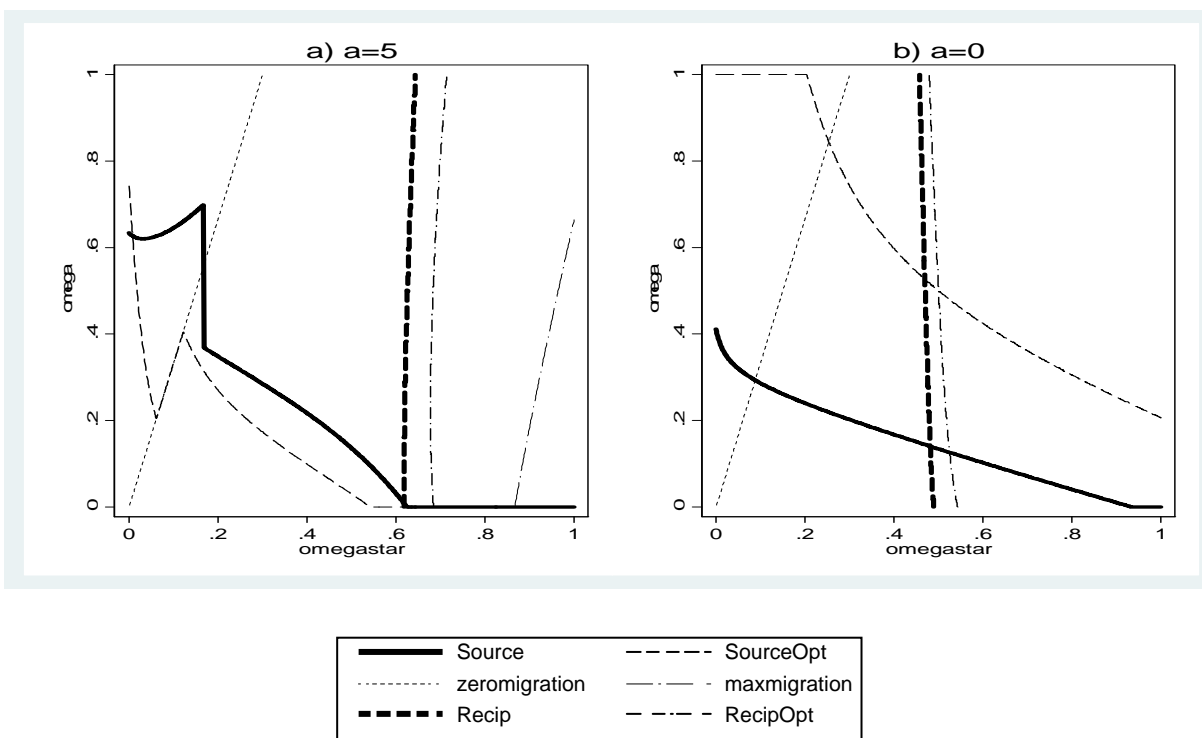 a) a=5
1
.8
.6
.4
.2
0
omega
0 .2 .4 .6 .8 1
omegastar
b) a=0
1
.8
.6
.4
.2
0
omega
0 .2 .4 .6 .8 1
omegastar
Source SourceOpt
zeromigration maxmigration
Recip RecipOpt